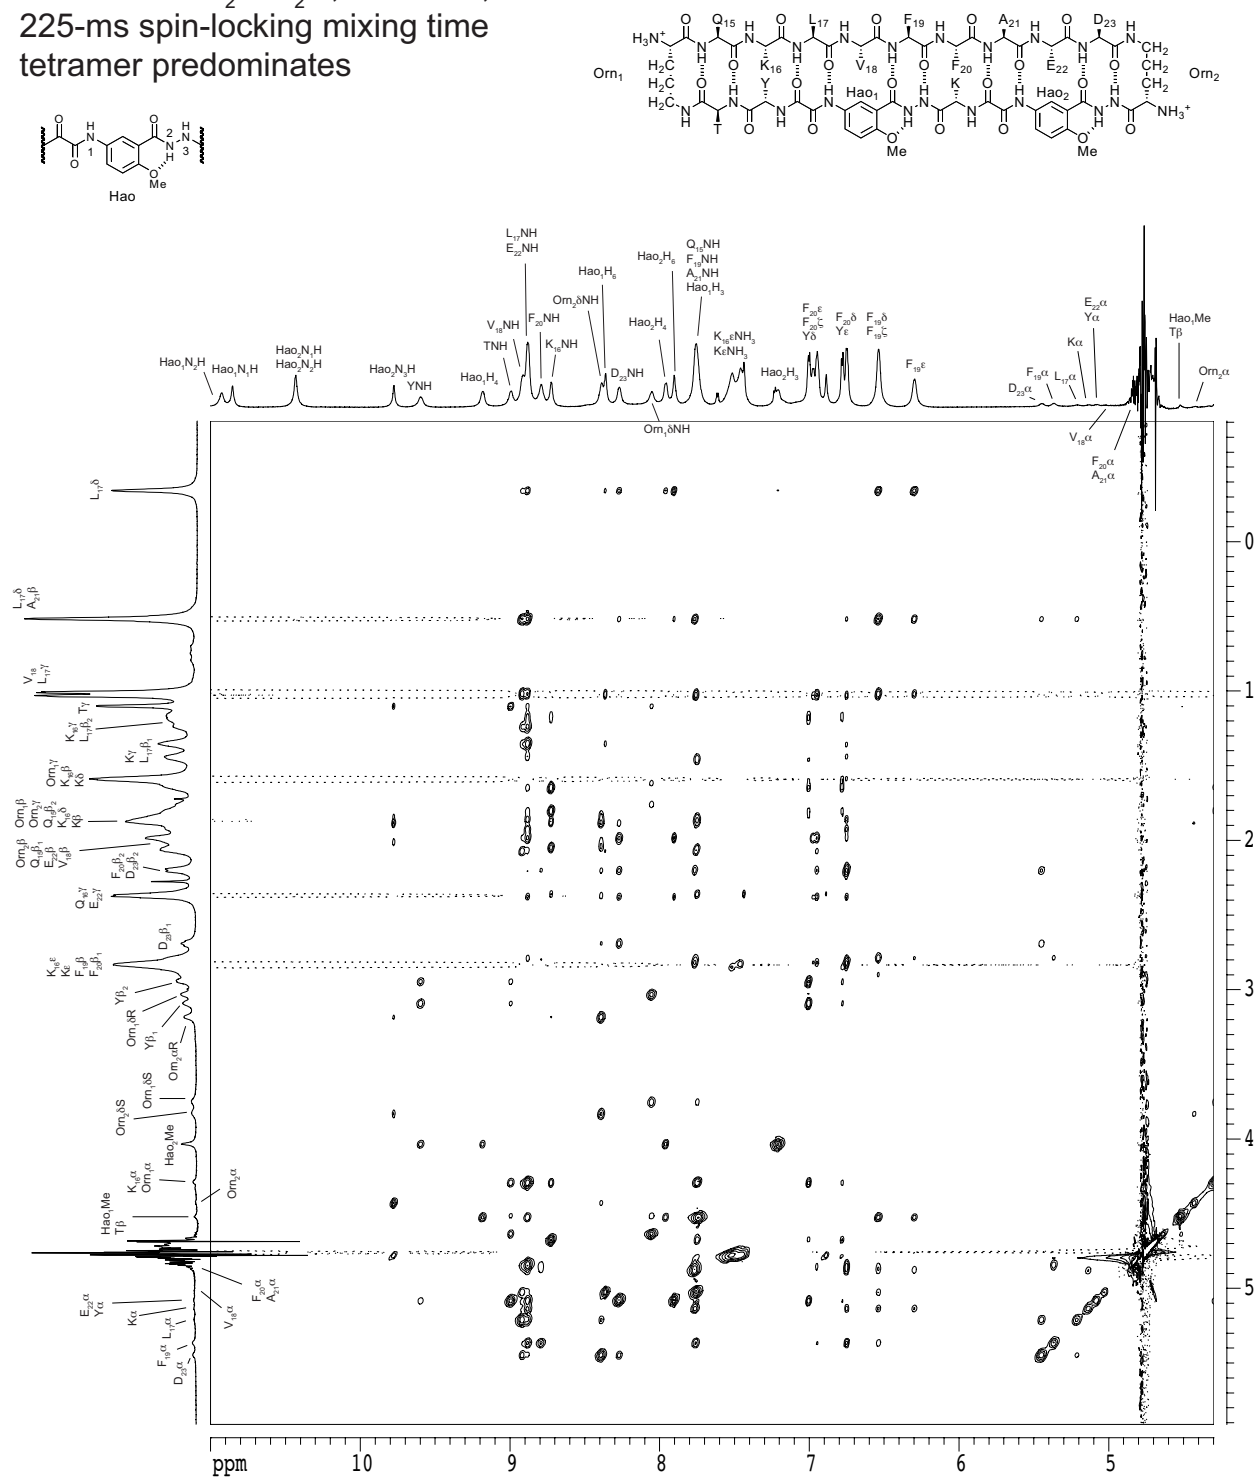 225-ms spin-locking mixing time
tetramer predominates
Hao
Orn₁
Q₁₅
L₁₇
F₁₉
A₂₁
D₂₃
K₁₆
V₁₈
F₂₀
E₂₂
Orn₂
T
Y
Hao₁
K
Hao₂
OMe
OMe
L₁₇NH
E₂₂NH
Q₁₅NH
F₁₉NH
A₂₁NH
Hao₁H₃
Hao₂H₆
Hao₁H₆
Orn₂δNH
Hao₂H₄
V₁₈NH
F₂₀NH
TNH
K₁₆NH
K₁₆εNH₃
KεNH₃
F₂₀ε
F₂₀ζ
Yδ
F₂₀δ
Yε
F₁₉δ
F₁₉ζ
E₂₂α
Yα
Hao₁Me
Tβ
Hao₁N₂H
Hao₁N₁H
Hao₂N₁H
Hao₂N₂H
Hao₂N₃H
YNH
Hao₁H₄
D₂₃NH
Hao₂H₃
F₁₉ε
Kα
D₂₃α
F₁₉α
L₁₇α
Orn₂α
Orn₁δNH
V₁₈α
F₂₀α
A₂₁α
L₁₇δ
L₁₇δ
A₂₁β
V₁₈
L₁₇γ
Tγ
K₁₆γ
L₁₇β₂
Kγ
L₁₇β₁
Orn₁γ
K₁₆β
Kδ
Orn₁β
Orn₂γ
Q₁₅β₂
K₁₆δ
Kβ
Orn₂β
Q₁₅β₁
E₂₂β
V₁₈β
F₂₀β₂
D₂₃β₂
Q₁₆γ
E₂₂γ
D₂₃β₁
K₁₆ε
Kε
F₁₉β
F₂₀β₁
Yβ₂
Orn₁δR
Yβ₁
Orn₂αR
Orn₁δS
Orn₂δS
Hao₂Me
K₁₆α
Orn₁α
Orn₂α
Hao₁Me
Tβ
F₂₀α
A₂₁α
E₂₂α
Yα
Kα
V₁₈α
L₁₇α
F₁₉α
D₂₃α
0
1
2
3
4
5
ppm
10
9
8
7
6
5